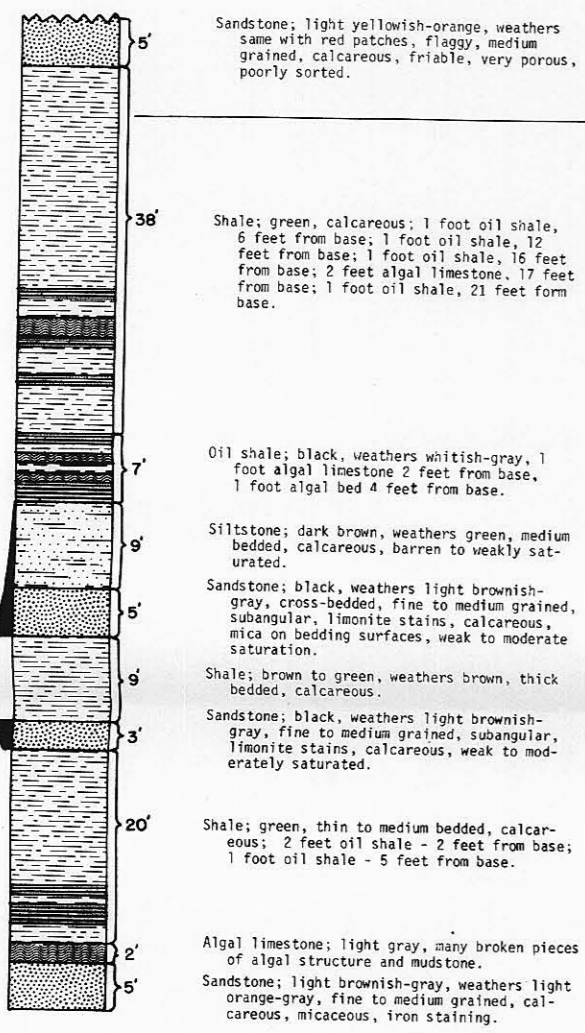 5'
Sandstone; light yellowish-orange, weathers
same with red patches, flaggy, medium
grained, calcareous, friable, very porous,
poorly sorted.
38'
Shale; green, calcareous; 1 foot oil shale,
6 feet from base; 1 foot oil shale, 12
feet from base; 1 foot oil shale, 16 feet
from base; 2 feet algal limestone, 17 feet
from base; 1 foot oil shale, 21 feet form
base.
7'
Oil shale; black, weathers whitish-gray, 1
foot algal limestone 2 feet from base,
1 foot algal bed 4 feet from base.
9'
Siltstone; dark brown, weathers green, medium
bedded, calcareous, barren to weakly sat-
urated.
5'
Sandstone; black, weathers light brownish-
gray, cross-bedded, fine to medium grained,
subangular, limonite stains, calcareous,
mica on bedding surfaces, weak to moderate
saturation.
9'
Shale; brown to green, weathers brown, thick
bedded, calcareous.
3'
Sandstone; black, weathers light brownish-
gray, fine to medium grained, subangular,
limonite stains, calcareous, weak to mod-
erately saturated.
20'
Shale; green, thin to medium bedded, calcar-
eous; 2 feet oil shale - 2 feet from base;
1 foot oil shale - 5 feet from base.
2'
Algal limestone; light gray, many broken pieces
of algal structure and mudstone.
5'
Sandstone; light brownish-gray, weathers light
orange-gray, fine to medium grained, cal-
careous, micaceous, iron staining.